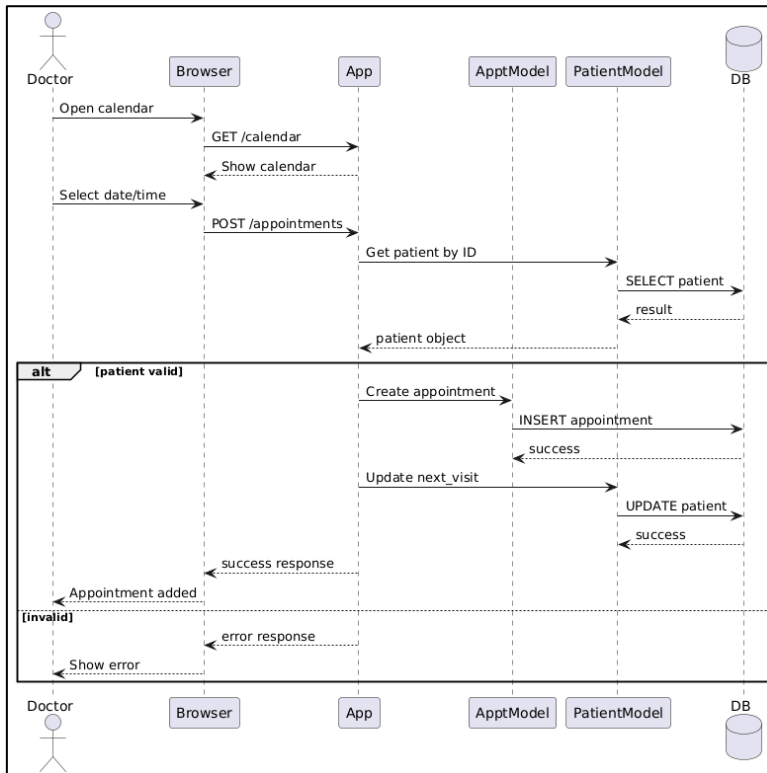 Doctor
Browser
App
ApptModel
PatientModel
DB
Open calendar
GET /calendar
Show calendar
Select date/time
POST /appointments
Get patient by ID
SELECT patient
result
patient object
alt [patient valid]
Create appointment
INSERT appointment
success
Update next_visit
UPDATE patient
success
success response
Appointment added
[invalid]
error response
Show error
Doctor
Browser
App
ApptModel
PatientModel
DB